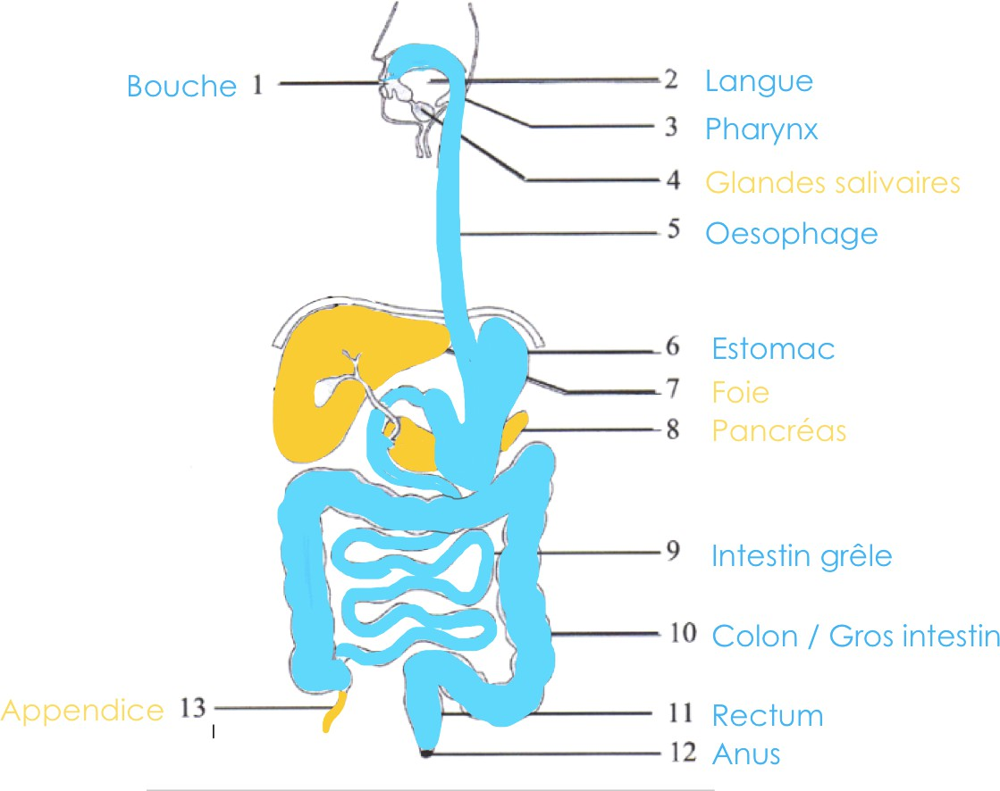 Bouche 1
2 Langue
3 Pharynx
4 Glandes salivaires
5 Oesophage
6 Estomac
7 Foie
8 Pancréas
9 Intestin grêle
10 Colon / Gros intestin
Appendice 13
11 Rectum
12 Anus